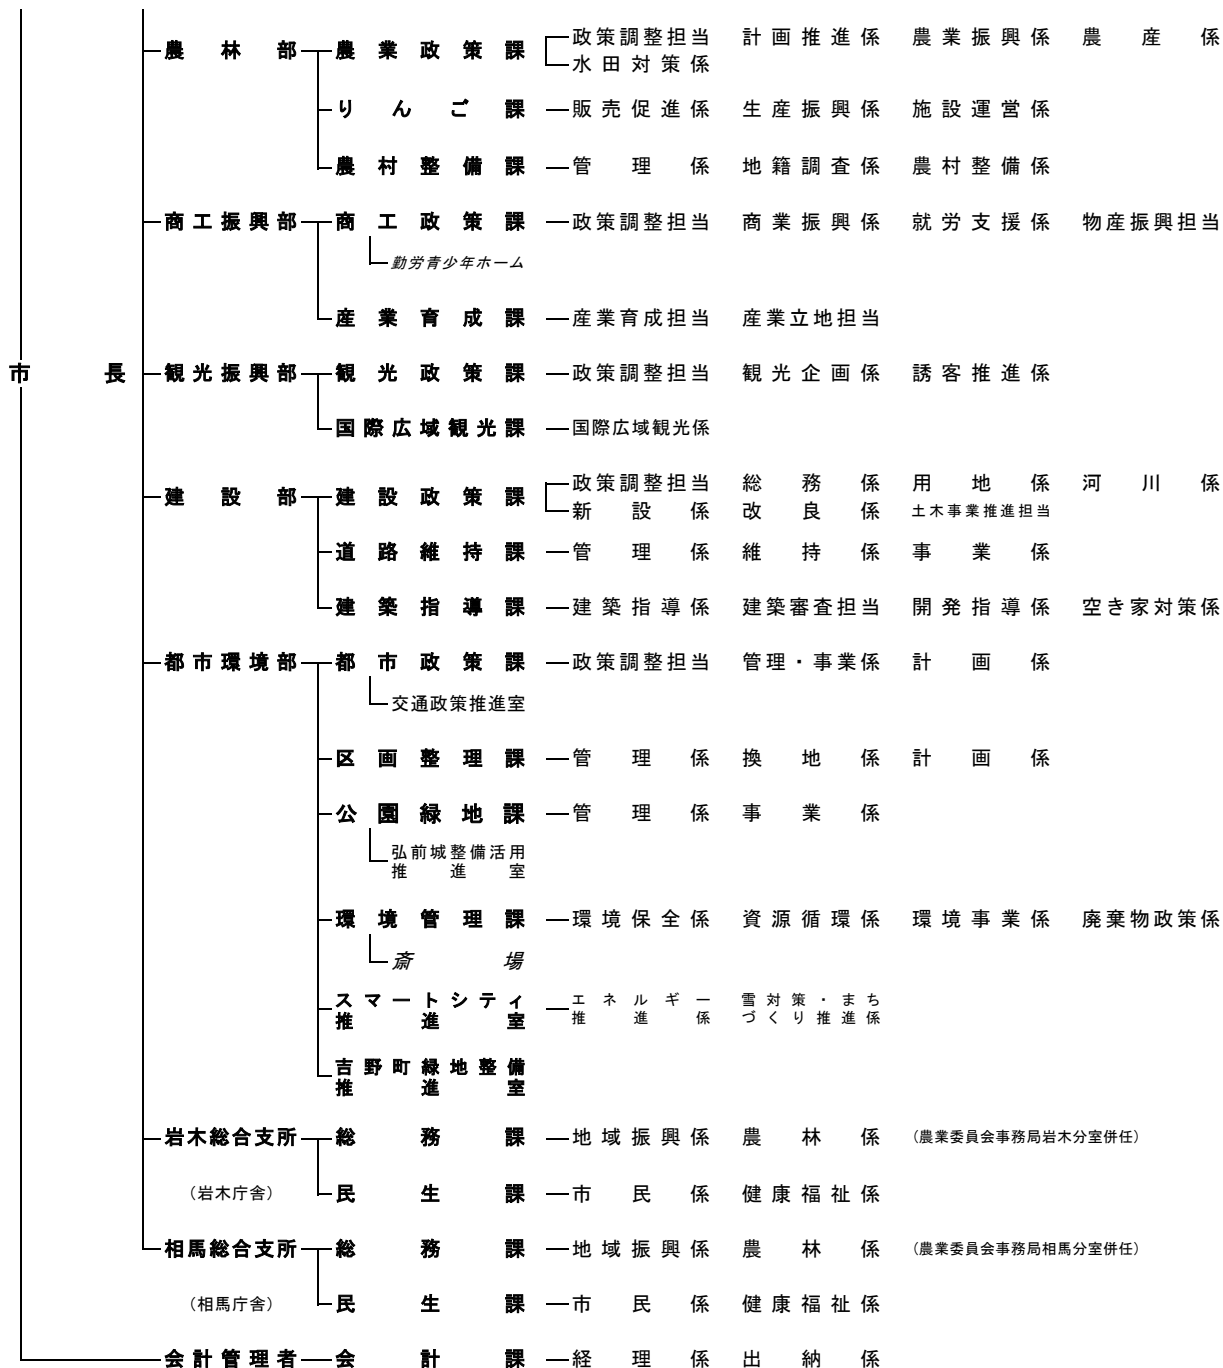 農林部 農業政策課 政策調整担当 計画推進係 農業振興係 農産係
水田対策係
りんご課 販売促進係 生産振興係 施設運営係
農村整備課 管理係 地籍調査係 農村整備係
商工振興部 商工政策課 政策調整担当 商業振興係 就労支援係 物産振興担当
勤労青少年ホーム
産業育成課 産業育成担当 産業立地担当
市長 観光振興部 観光政策課 政策調整担当 観光企画係 誘客推進係
国際広域観光課 国際広域観光係
建設部 建設政策課 政策調整担当 総務係 用地係 河川係
新設係 改良係 土木事業推進担当
道路維持課 管理係 維持係 事業係
建築指導課 建築指導係 建築審査担当 開発指導係 空き家対策係
都市環境部 都市政策課 政策調整担当 管理・事業係 計画係
交通政策推進室
区画整理課 管理係 換地係 計画係
公園緑地課 管理係 事業係
弘前城整備活用
推進室
環境管理課 環境保全係 資源循環係 環境事業係 廃棄物政策係
斎場
スマートシティ エネルギー 雪対策・まち
推進室 推進係 づくり推進係
吉野町緑地整備
推進室
岩木総合支所 総務課 地域振興係 農林係 (農業委員会事務局岩木分室併任)
(岩木庁舎) 民生課 市民係 健康福祉係
相馬総合支所 総務課 地域振興係 農林係 (農業委員会事務局相馬分室併任)
(相馬庁舎) 民生課 市民係 健康福祉係
会計管理者 会計課 経理係 出納係